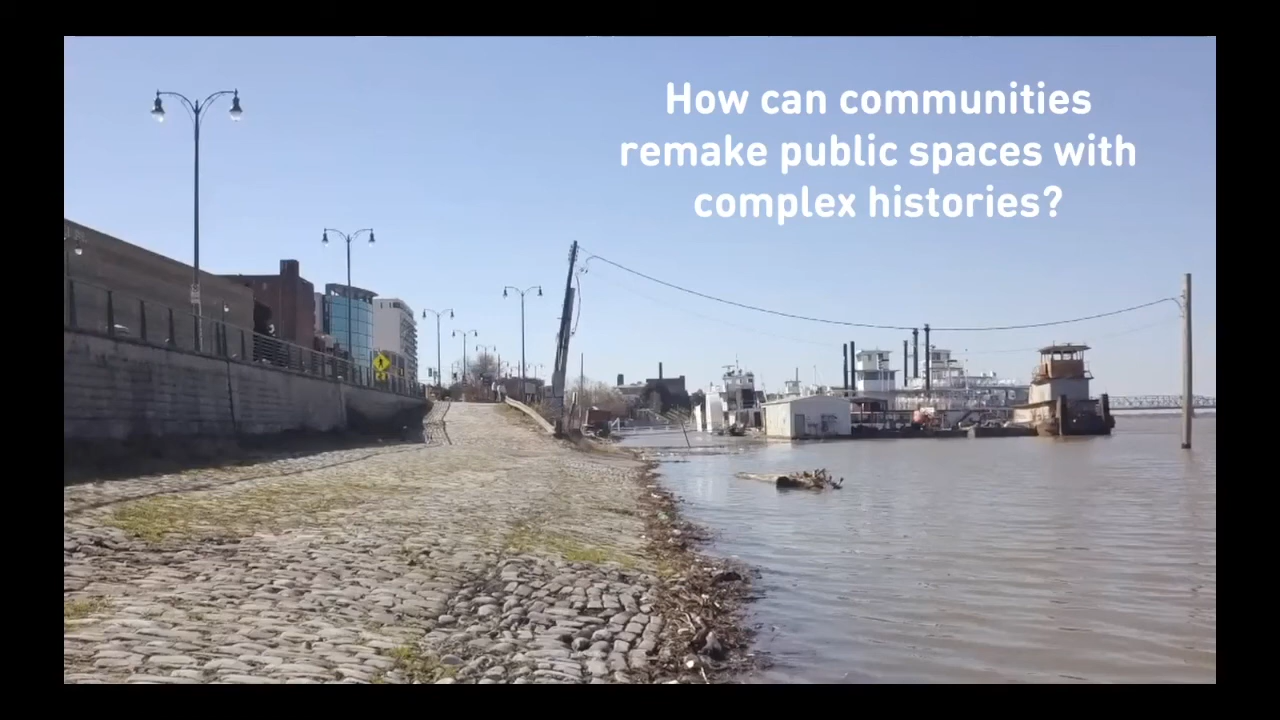 How can communities
remake public spaces with
complex histories?